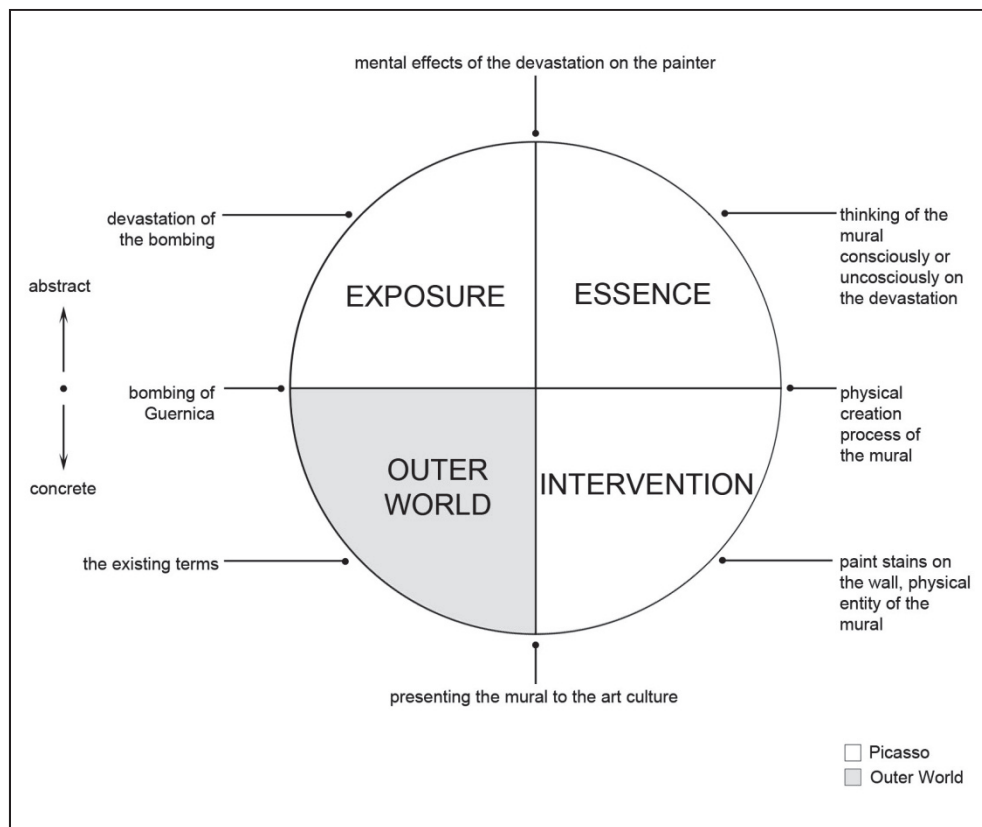 mental effects of the devastation on the painter
devastation of
the bombing
thinking of the
mural
consciously or
uncosciously on
the devastation
abstract
EXPOSURE
ESSENCE
bombing of
Guernica
physical
creation
process of
the mural
concrete
OUTER
WORLD
INTERVENTION
the existing terms
paint stains on
the wall, physical
entity of the
mural
presenting the mural to the art culture
Picasso
Outer World